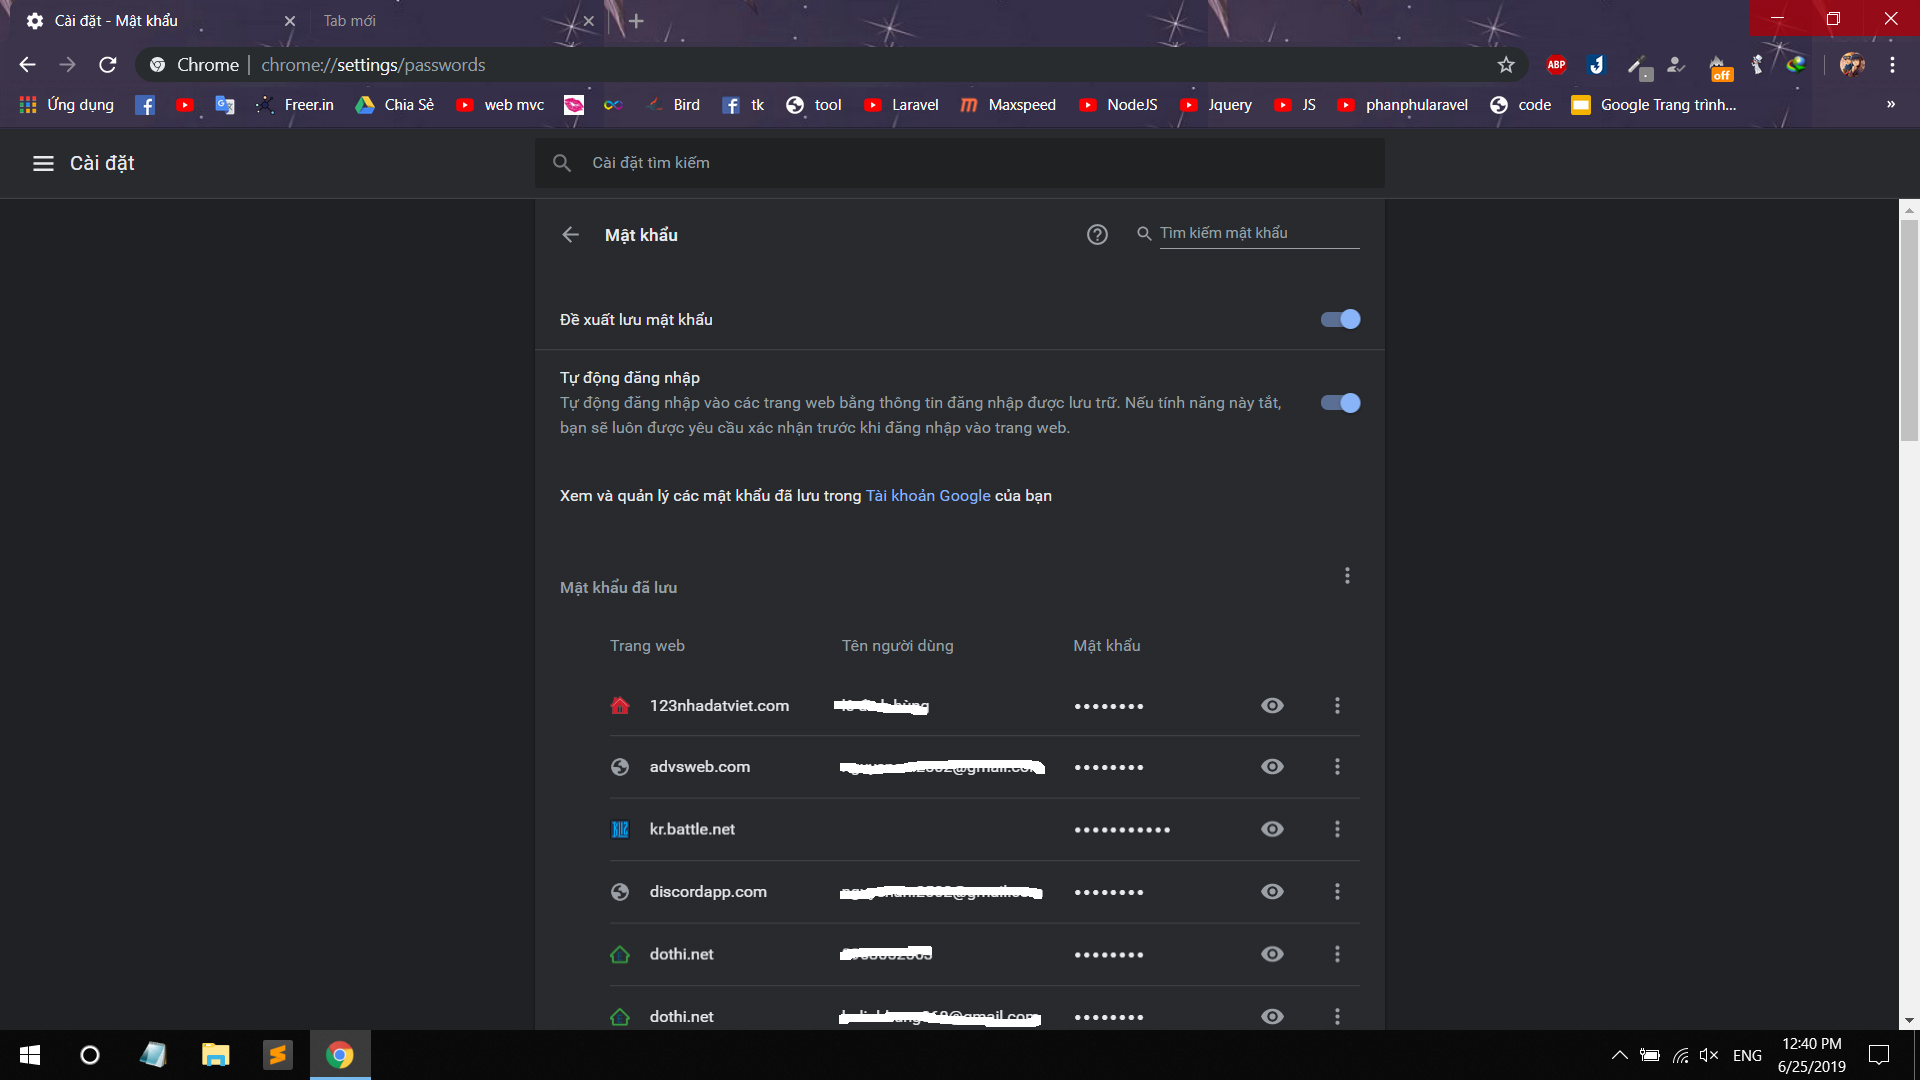 Cài đặt - Mật khẩu
Tab mới
Chrome | chrome://settings/passwords
ABP
off
Ứng dụng Freer.in Chia Sẻ web mvc Bird tk tool Laravel Maxspeed NodeJS Jquery JS phanphularavel code Google Trang trình... »
Cài đặt
Cài đặt tìm kiếm
Mật khẩu
Tìm kiếm mật khẩu
Đề xuất lưu mật khẩu
Tự động đăng nhập
Tự động đăng nhập vào các trang web bằng thông tin đăng nhập được lưu trữ. Nếu tính năng này tắt,
bạn sẽ luôn được yêu cầu xác nhận trước khi đăng nhập vào trang web.
Xem và quản lý các mật khẩu đã lưu trong Tài khoản Google của bạn
Mật khẩu đã lưu
Trang web Tên người dùng Mật khẩu
123nhadatviet.com ••••••••
advsweb.com ••••••••
kr.battle.net •••••••••••
discordapp.com ••••••••
dothi.net ••••••••
dothi.net ••••••••
ENG
12:40 PM
6/25/2019